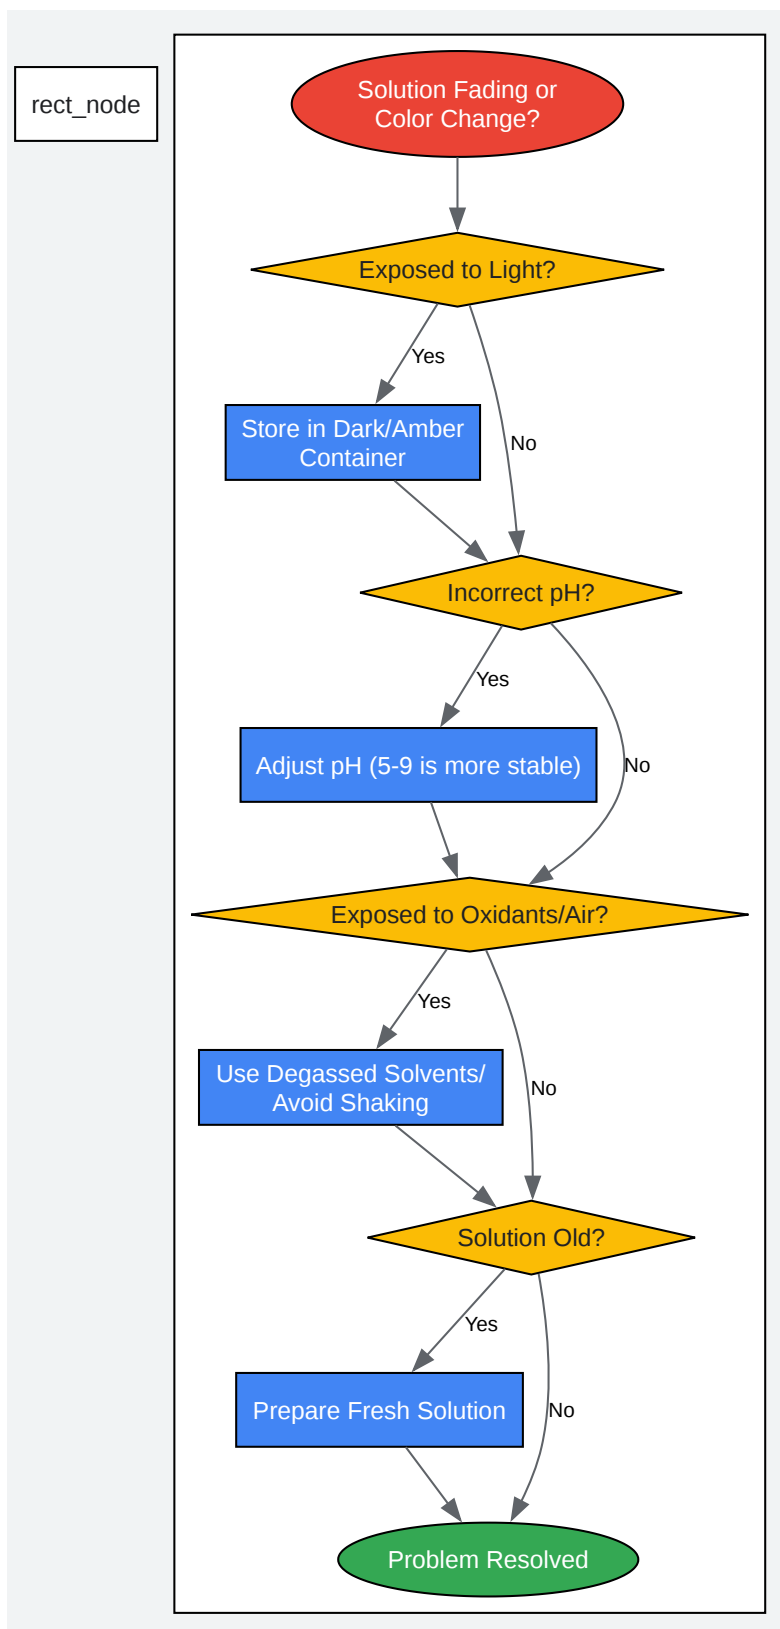 rect_node
Solution Fading or
Color Change?
Exposed to Light?
Yes
Store in Dark/Amber
Container
No
Incorrect pH?
Yes
Adjust pH (5-9 is more stable)
No
Exposed to Oxidants/Air?
Yes
Use Degassed Solvents/
Avoid Shaking
No
Solution Old?
Yes
Prepare Fresh Solution
No
Problem Resolved